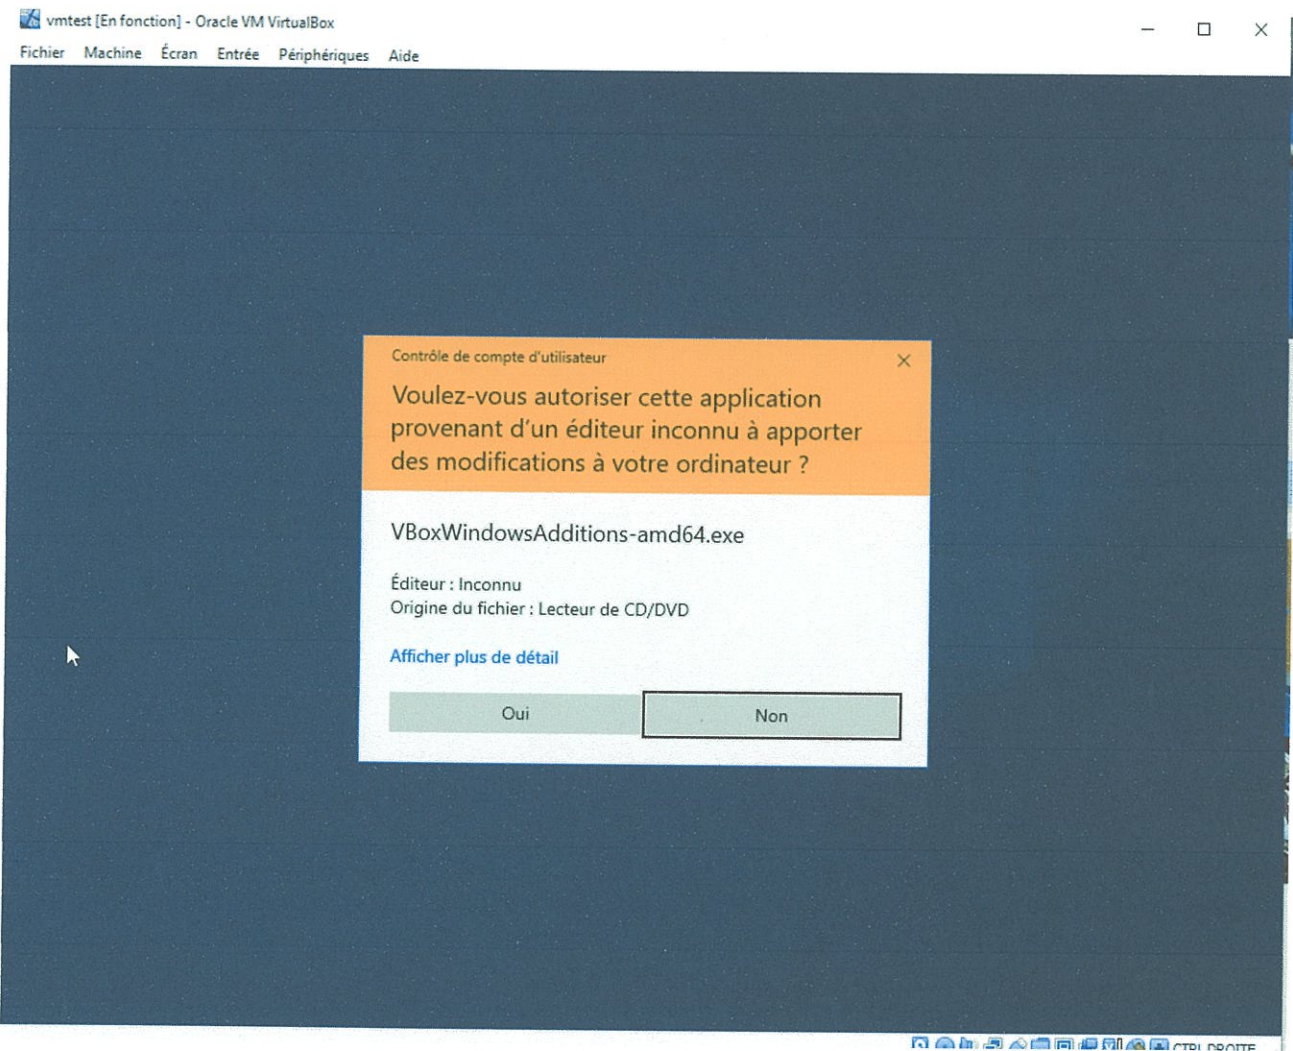 vmtest [En fonction] - Oracle VM VirtualBox
Fichier Machine Écran Entrée Périphériques Aide
Contrôle de compte d'utilisateur
Voulez-vous autoriser cette application
provenant d'un éditeur inconnu à apporter
des modifications à votre ordinateur ?
VBoxWindowsAdditions-amd64.exe
Éditeur : Inconnu
Origine du fichier : Lecteur de CD/DVD
Afficher plus de détail
Oui Non
CTRL DROITE